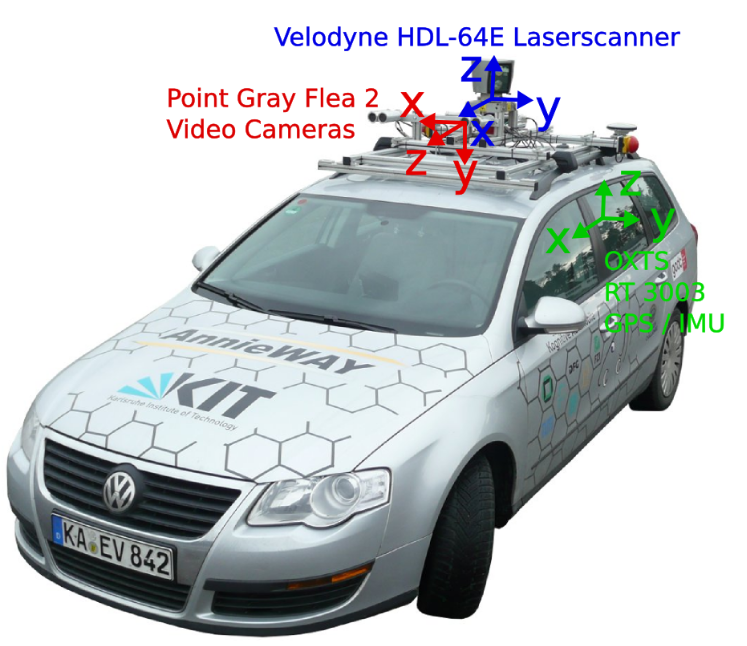 Velodyne HDL-64E Laserscanner
z
Point Gray Flea 2
Video Cameras
x
y
x
z
y
z
x
y
OXTS
RT 3003
GPS / IMU
AnnieWAY
KIT
Karlsruhe Institute of Technology
KA EV 842
DFG